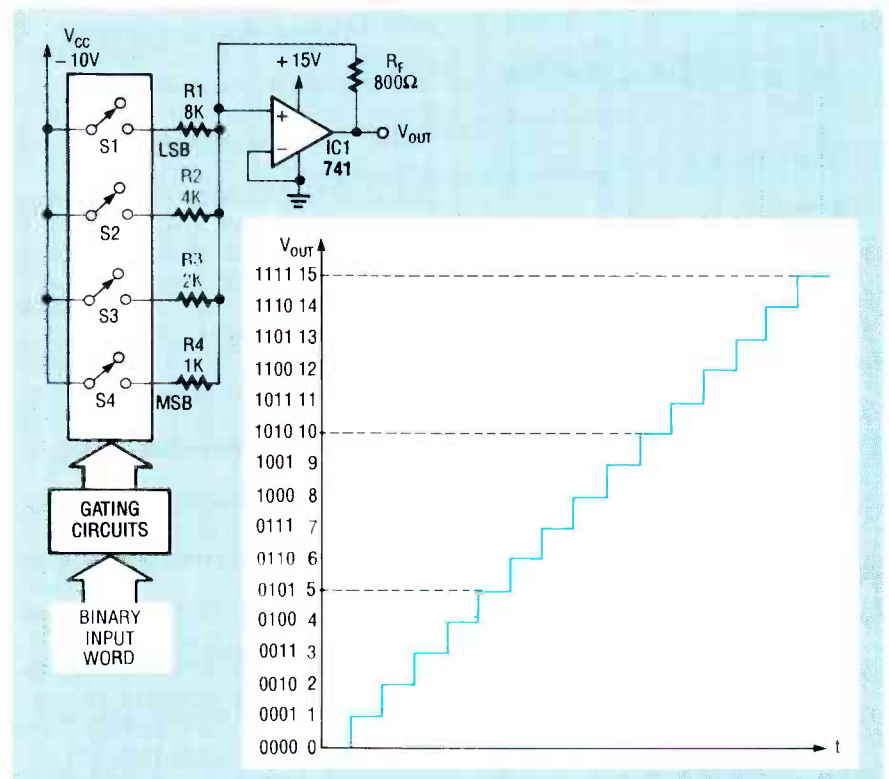 VCC
– 10V
R1
8K
S1
LSB
R2
4K
S2
R3
2K
S3
R4
1K
S4
MSB
GATING
CIRCUITS
BINARY
INPUT
WORD
+ 15V
RF
800Ω
+
–
IC1
741
VOUT
VOUT
1111 15
1110 14
1101 13
1100 12
1011 11
1010 10
1001 9
1000 8
0111 7
0110 6
0101 5
0100 4
0011 3
0010 2
0001 1
0000 0
t